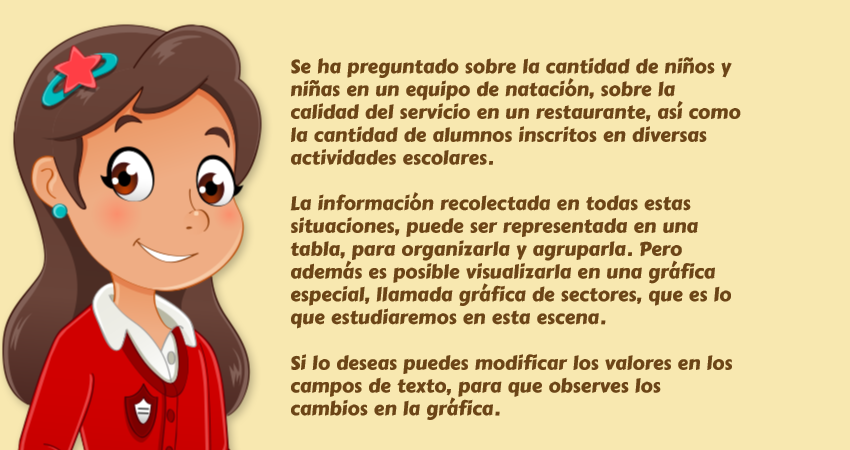 Se ha preguntado sobre la cantidad de niños y
niñas en un equipo de natación, sobre la
calidad del servicio en un restaurante, así como
la cantidad de alumnos inscritos en diversas
actividades escolares.
La información recolectada en todas estas
situaciones, puede ser representada en una
tabla, para organizarla y agruparla. Pero
además es posible visualizarla en una gráfica
especial, llamada gráfica de sectores, que es lo
que estudiaremos en esta escena.
Si lo deseas puedes modificar los valores en los
campos de texto, para que observes los
cambios en la gráfica.